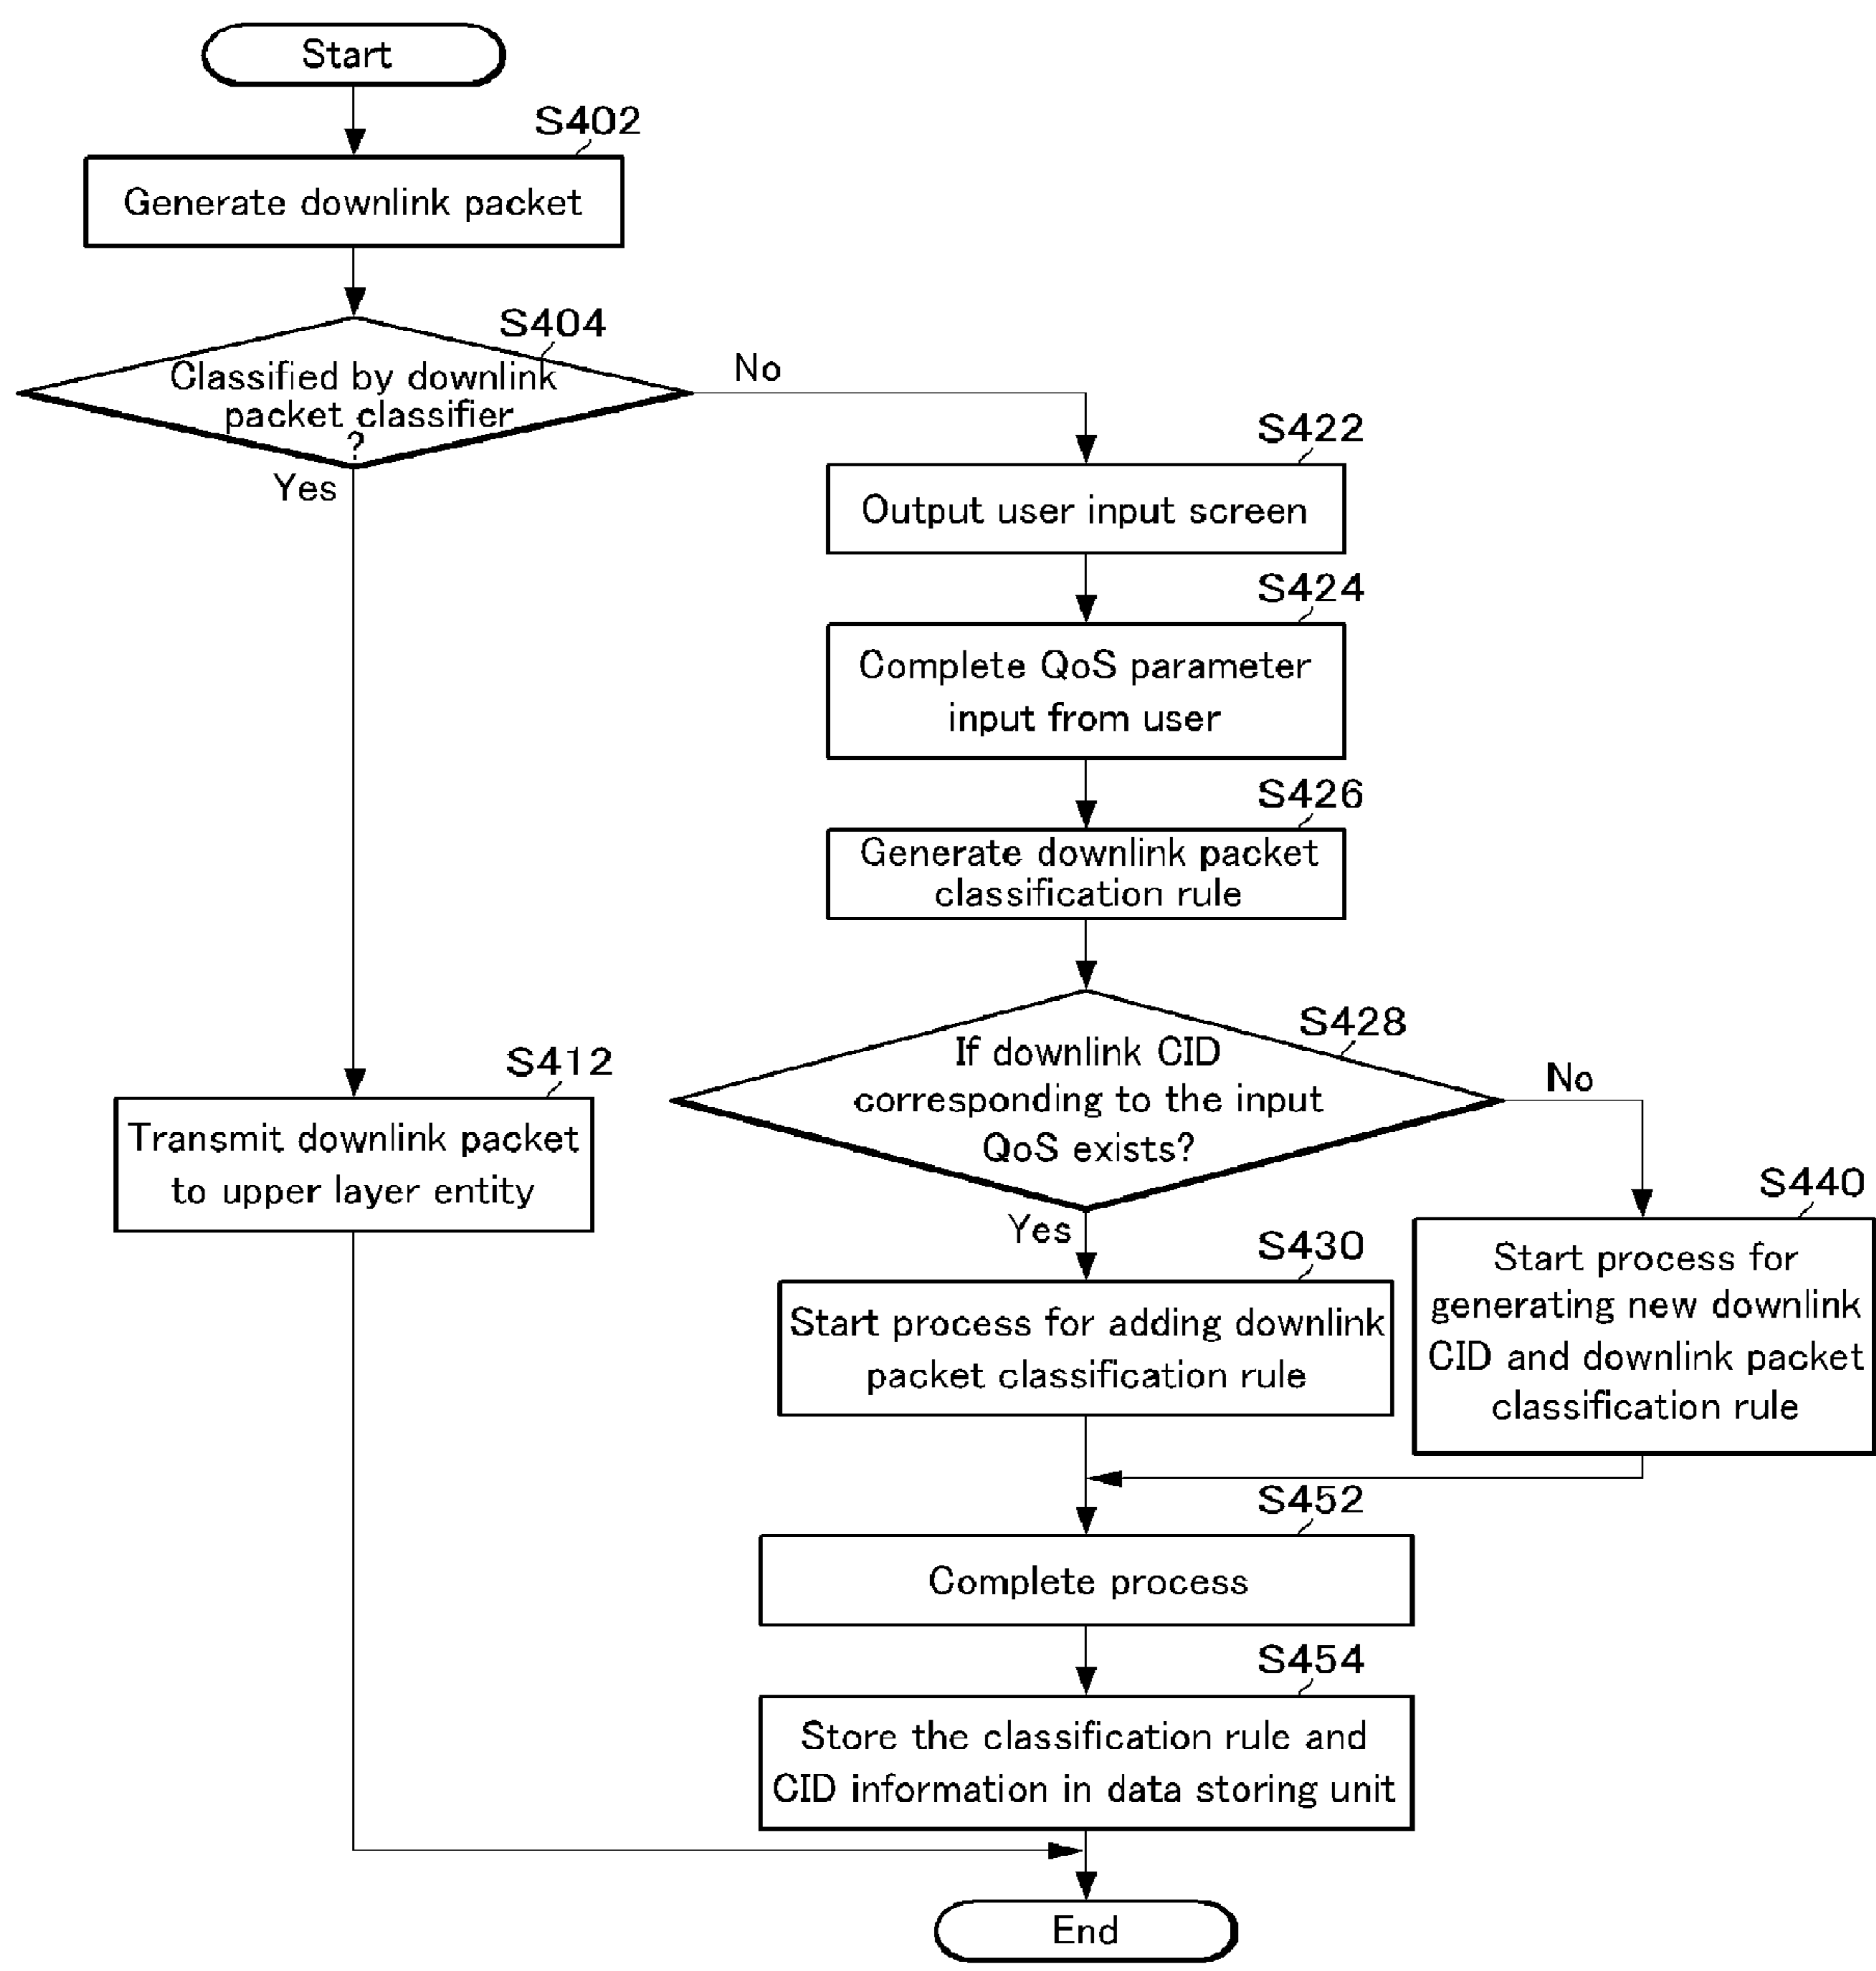 Start
S402
Generate downlink packet
S404
Classified by downlink
packet classifier
?
No
Yes
S422
Output user input screen
S424
Complete QoS parameter
input from user
S426
Generate downlink packet
classification rule
S428
If downlink CID
corresponding to the input
QoS exists?
No
Yes
S412
Transmit downlink packet
to upper layer entity
S430
Start process for adding downlink
packet classification rule
S440
Start process for
generating new downlink
CID and downlink packet
classification rule
S452
Complete process
S454
Store the classification rule and
CID information in data storing unit
End